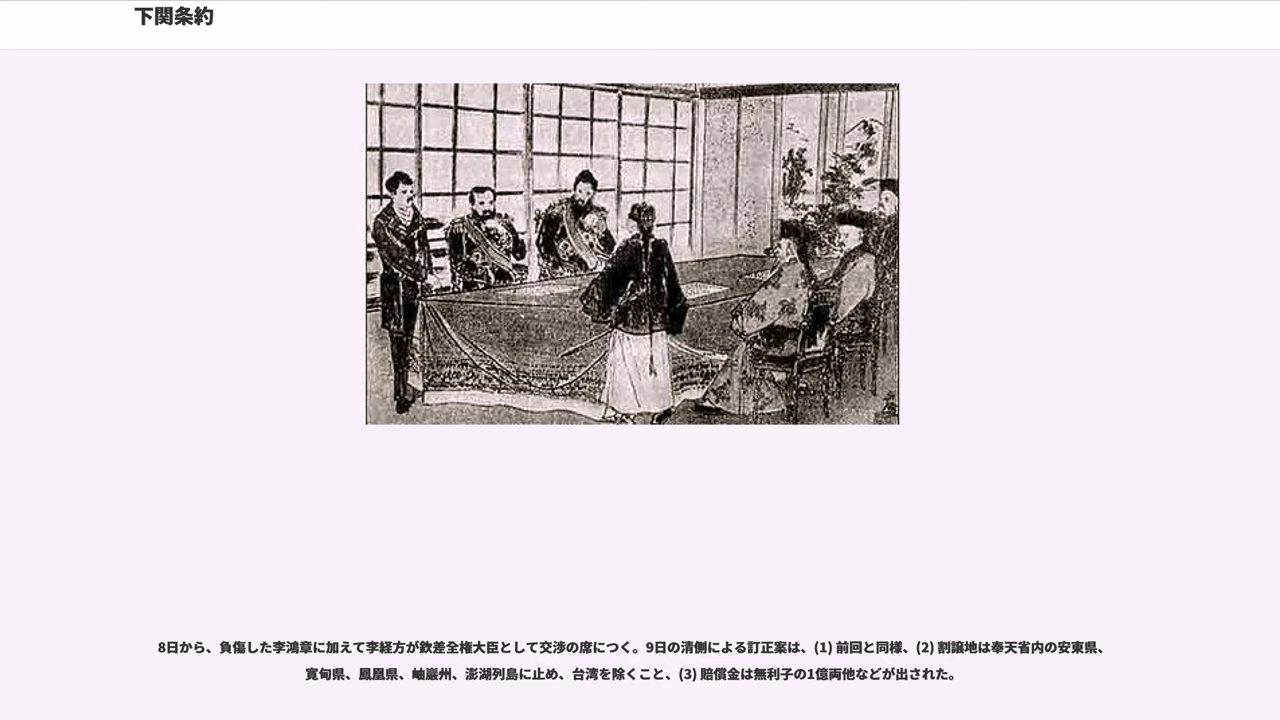 下関条約
8日から、負傷した李鴻章に加えて李経方が欽差全権大臣として交渉の席につく。9日の清側による訂正案は、(1) 前回と同様、(2) 割譲地は奉天省内の安東県、
寛甸県、鳳凰県、岫巖州、澎湖列島に止め、台湾を除くこと、(3) 賠償金は無利子の1億両他などが出された。